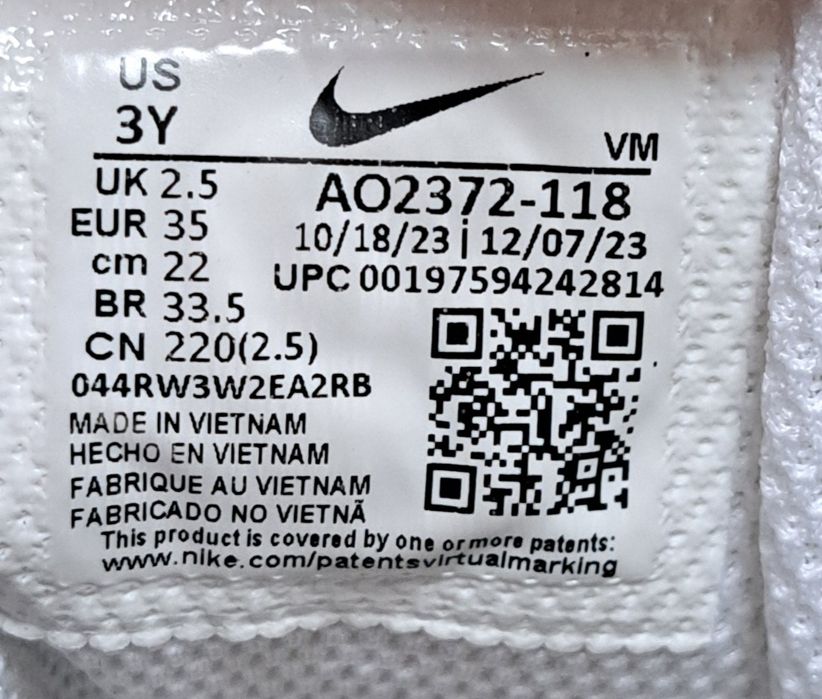 US
3Y
VM
UK 2.5
EUR 35
cm 22
BR 33.5
CN 220(2.5)
AO2372-118
10/18/23 | 12/07/23
UPC 00197594242814
044RW3W2EA2RB
MADE IN VIETNAM
HECHO EN VIETNAM
FABRIQUE AU VIETNAM
FABRICADO NO VIETNÃ
This product is covered by one or more patents:
www.nike.com/patentsvirtualmarking